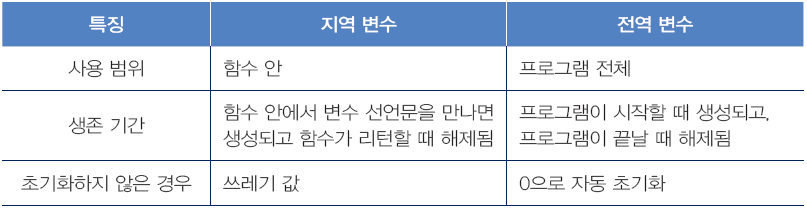 특징 지역 변수 전역 변수
사용 범위 함수 안 프로그램 전체
생존 기간 함수 안에서 변수 선언문을 만나면 생성되고 함수가 리턴할 때 해제됨 프로그램이 시작할 때 생성되고, 프로그램이 끝날 때 해제됨
초기화하지 않은 경우 쓰레기 값 0으로 자동 초기화